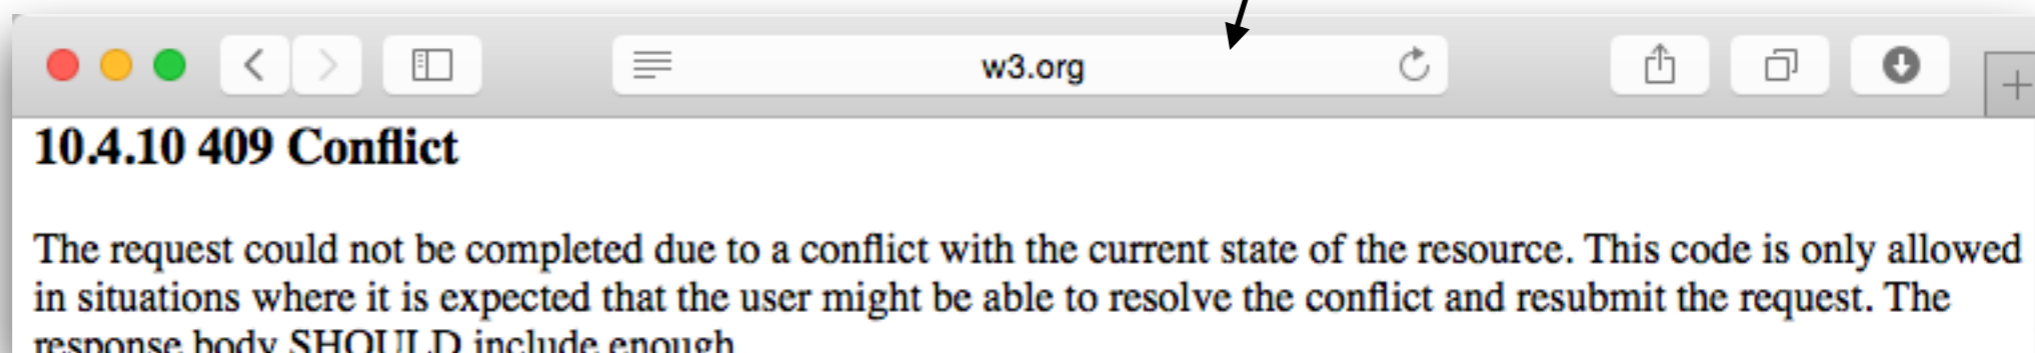 w3.org
10.4.10 409 Conflict
The request could not be completed due to a conflict with the current state of the resource. This code is only allowed
in situations where it is expected that the user might be able to resolve the conflict and resubmit the request. The
response body SHOULD include enough